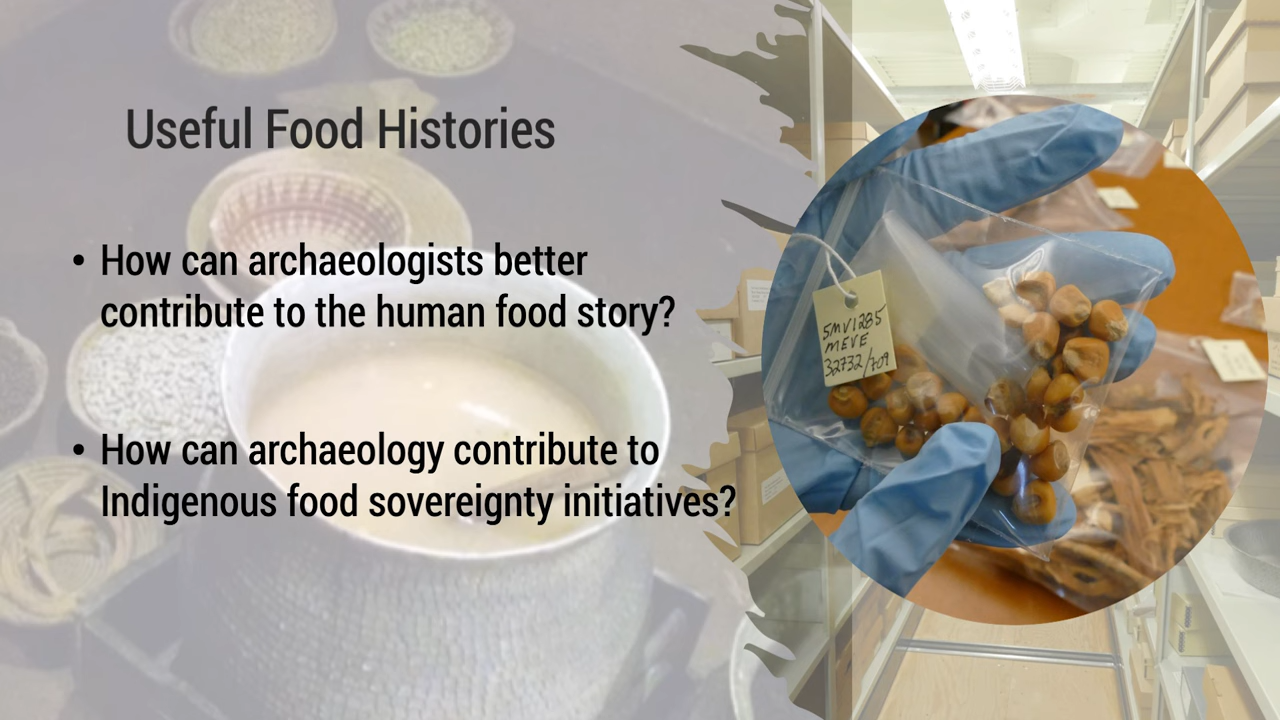 Useful Food Histories
• How can archaeologists better
contribute to the human food story?
• How can archaeology contribute to
Indigenous food sovereignty initiatives?
5MV1285
MEVE
32732/709